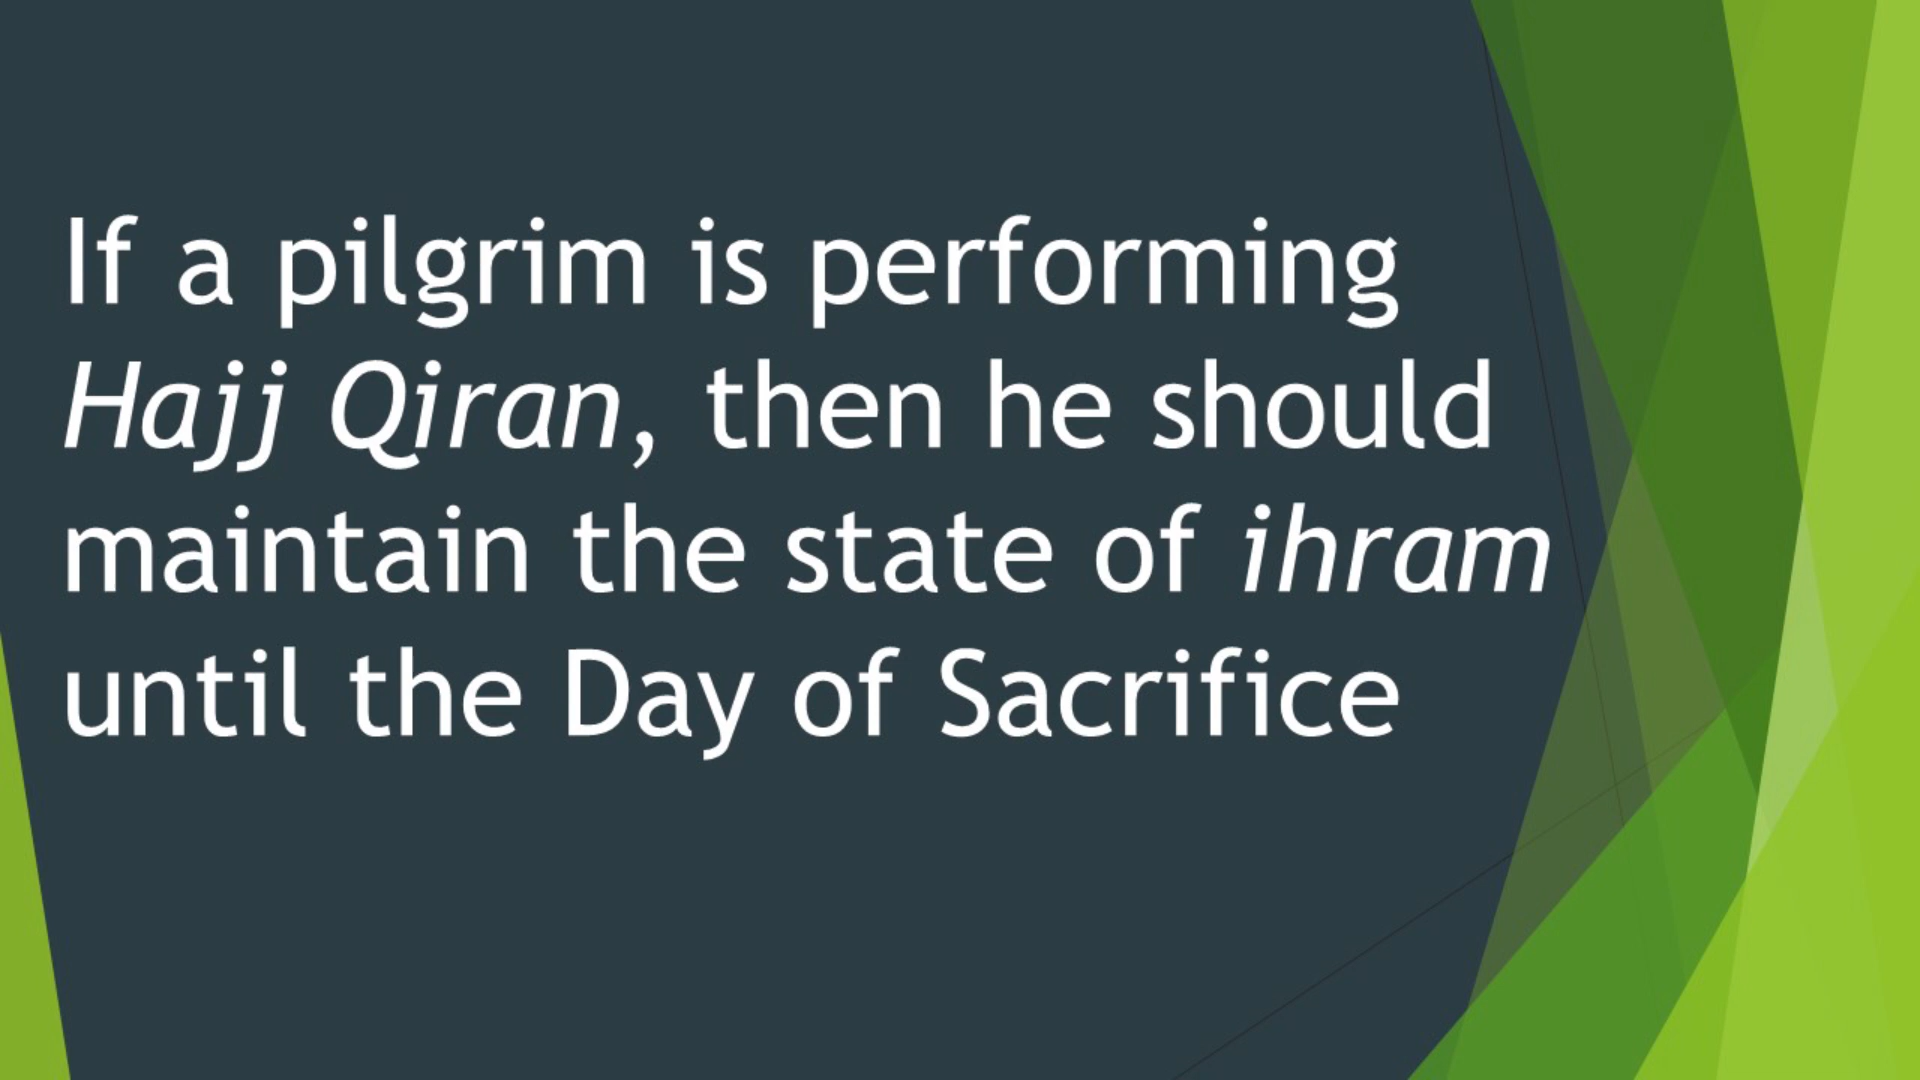 If a pilgrim is performing
Hajj Qiran, then he should
maintain the state of ihram
until the Day of Sacrifice